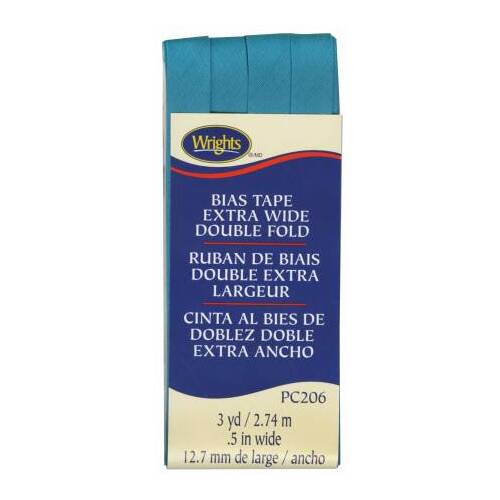 Wrights
®/MD
BIAS TAPE
EXTRA WIDE
DOUBLE FOLD
RUBAN DE BIAIS
DOUBLE EXTRA
LARGEUR
CINTA AL BIES DE
DOBLEZ DOBLE
EXTRA ANCHO
PC206
3 yd / 2.74 m
.5 in wide
12.7 mm de large / ancho